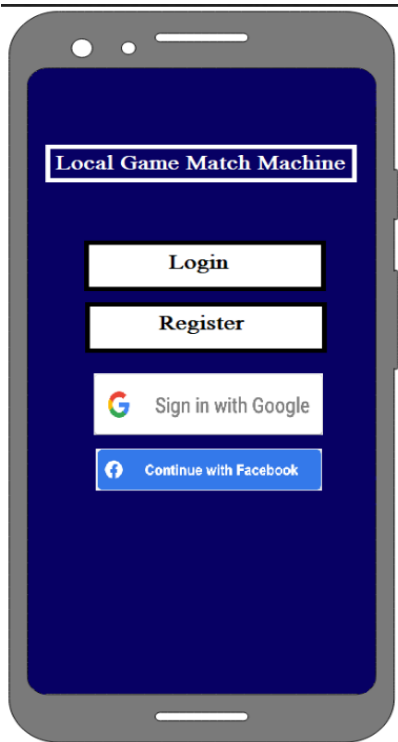 Local Game Match Machine
Login
Register
Sign in with Google
Continue with Facebook